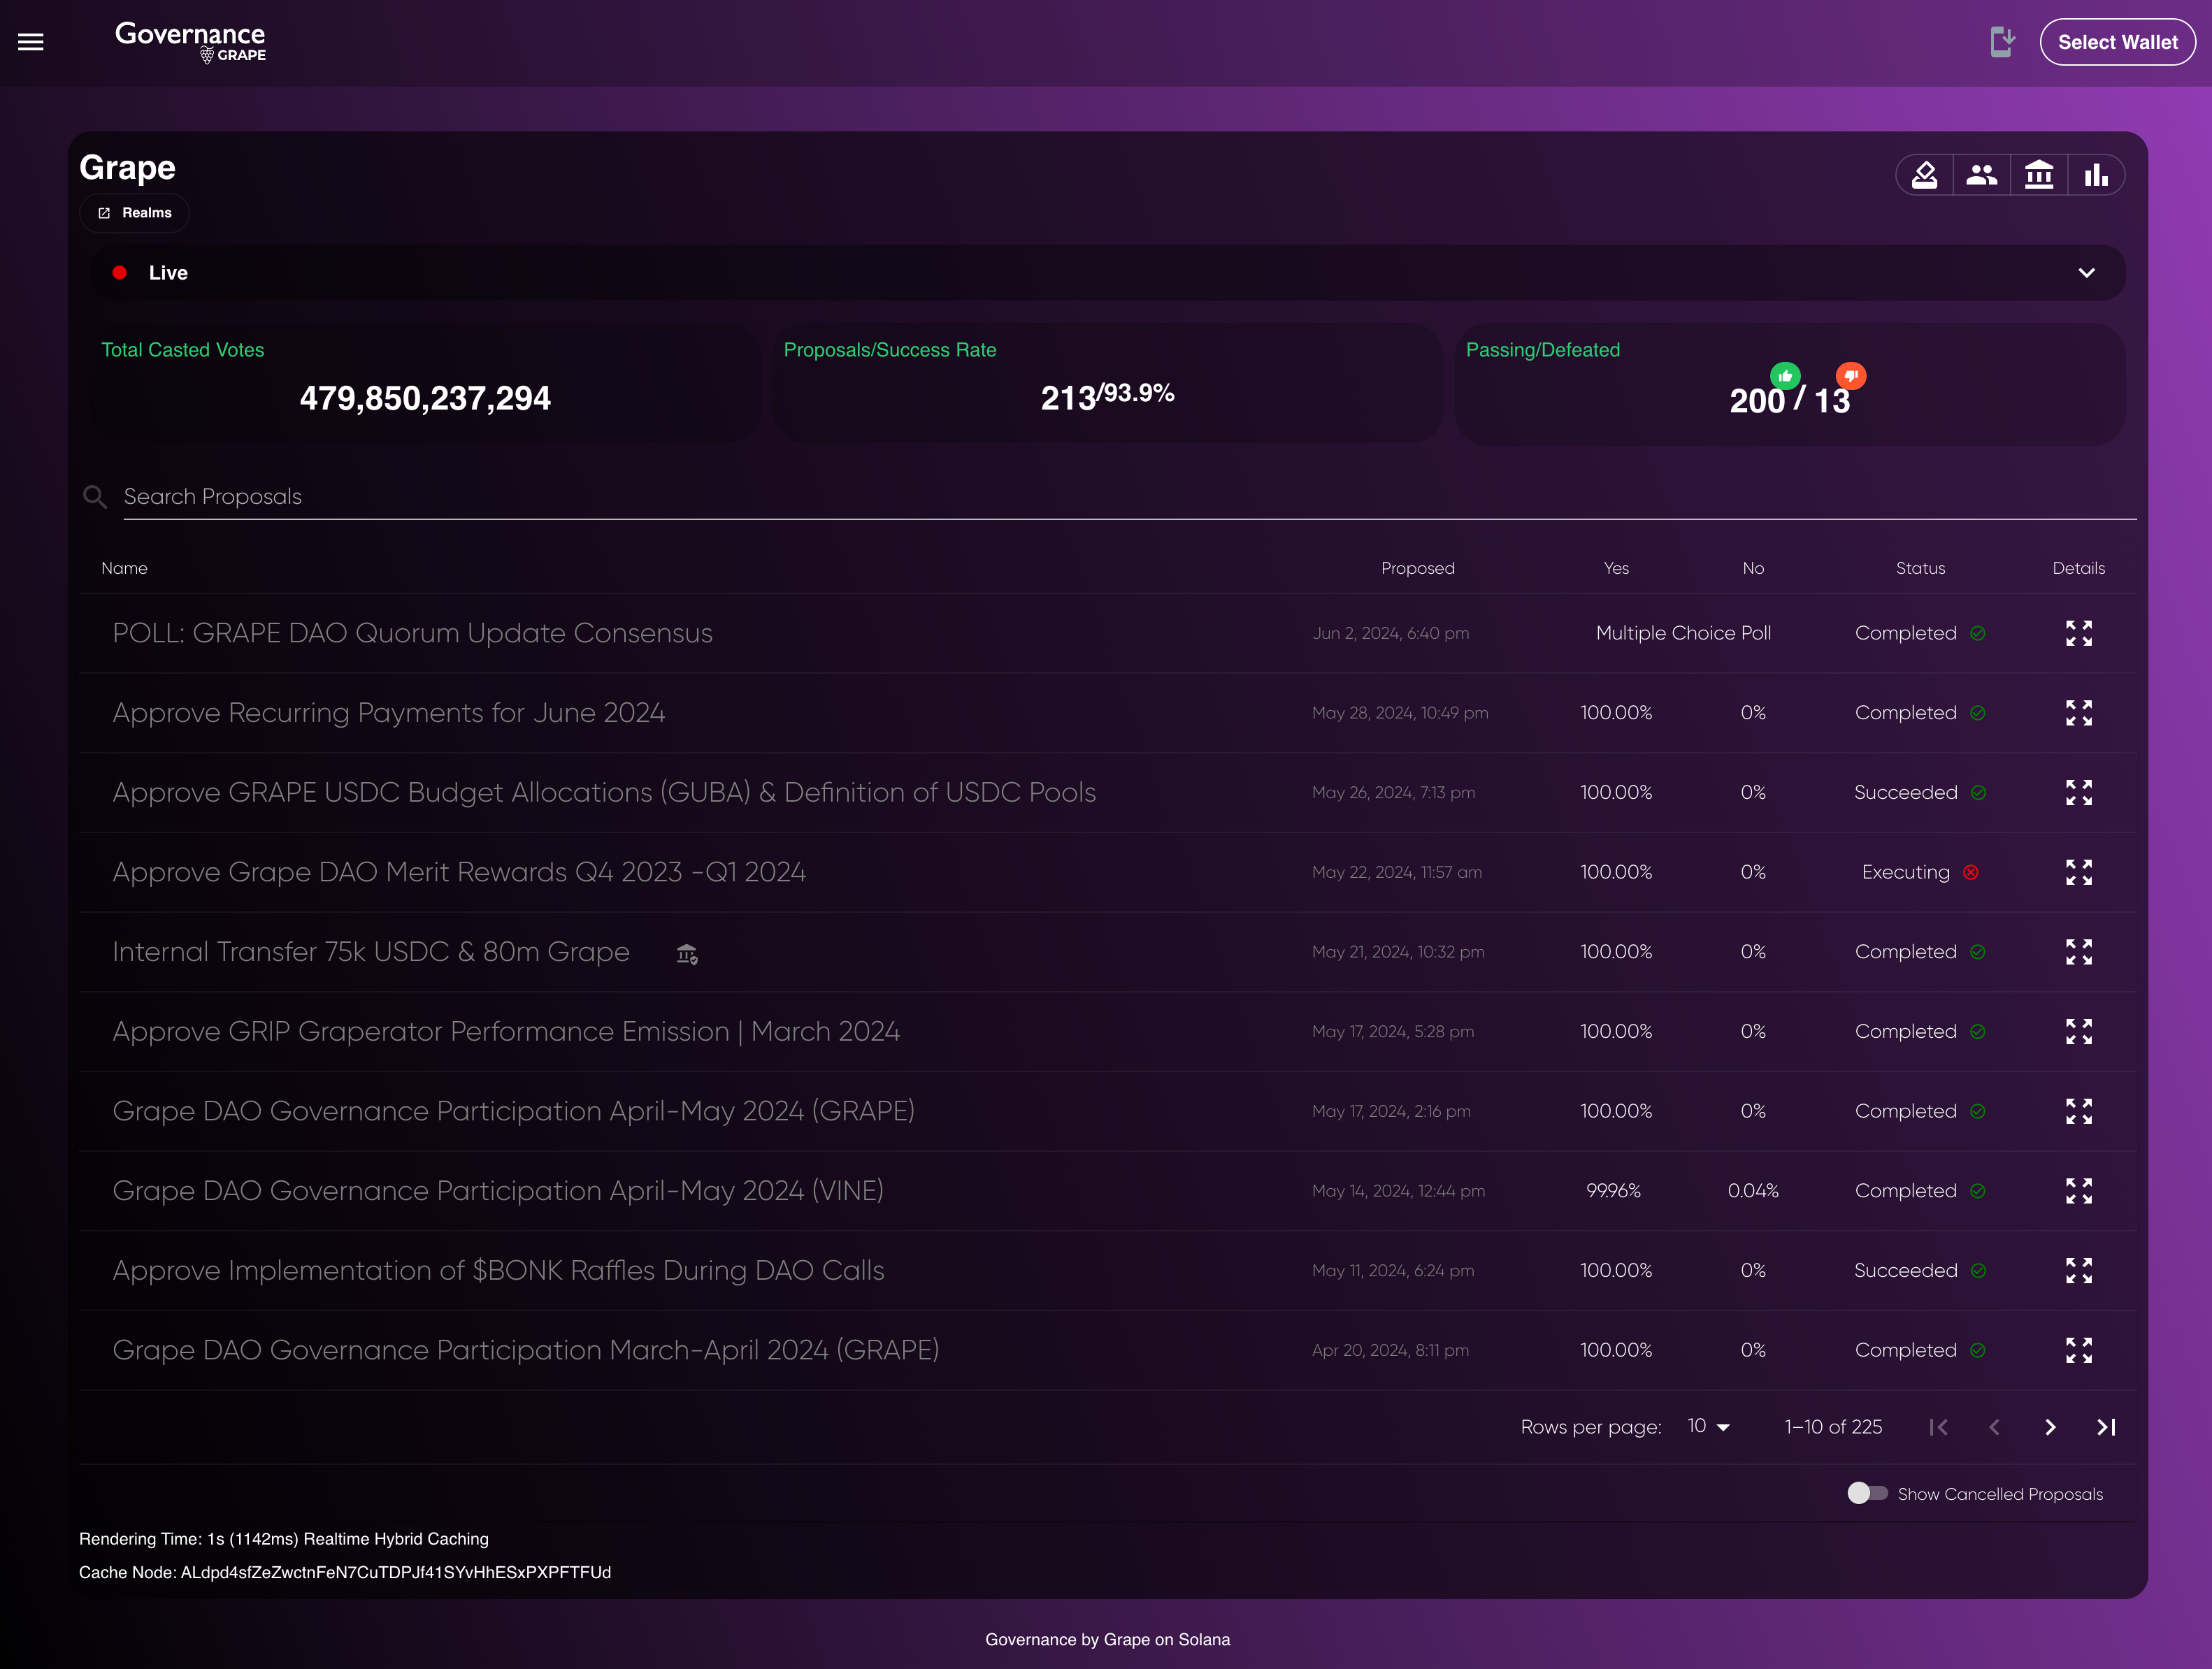 Governance
GRAPE
Select Wallet
Grape
Realms
Live
Total Casted Votes
479,850,237,294
Proposals/Success Rate
213/93.9%
Passing/Defeated
200 / 13
Search Proposals
Name Proposed Yes No Status Details
POLL: GRAPE DAO Quorum Update Consensus Jun 2, 2024, 6:40 pm Multiple Choice Poll Completed
Approve Recurring Payments for June 2024 May 28, 2024, 10:49 pm 100.00% 0% Completed
Approve GRAPE USDC Budget Allocations (GUBA) & Definition of USDC Pools May 26, 2024, 7:13 pm 100.00% 0% Succeeded
Approve Grape DAO Merit Rewards Q4 2023 -Q1 2024 May 22, 2024, 11:57 am 100.00% 0% Executing
Internal Transfer 75k USDC & 80m Grape May 21, 2024, 10:32 pm 100.00% 0% Completed
Approve GRIP Graperator Performance Emission | March 2024 May 17, 2024, 5:28 pm 100.00% 0% Completed
Grape DAO Governance Participation April-May 2024 (GRAPE) May 17, 2024, 2:16 pm 100.00% 0% Completed
Grape DAO Governance Participation April-May 2024 (VINE) May 14, 2024, 12:44 pm 99.96% 0.04% Completed
Approve Implementation of $BONK Raffles During DAO Calls May 11, 2024, 6:24 pm 100.00% 0% Succeeded
Grape DAO Governance Participation March-April 2024 (GRAPE) Apr 20, 2024, 8:11 pm 100.00% 0% Completed
Rows per page: 10 1–10 of 225
Show Cancelled Proposals
Rendering Time: 1s (1142ms) Realtime Hybrid Caching
Cache Node: ALdpd4sfZeZwctnFeN7CuTDPJf41SYvHhESxPXPFTFUd
Governance by Grape on Solana